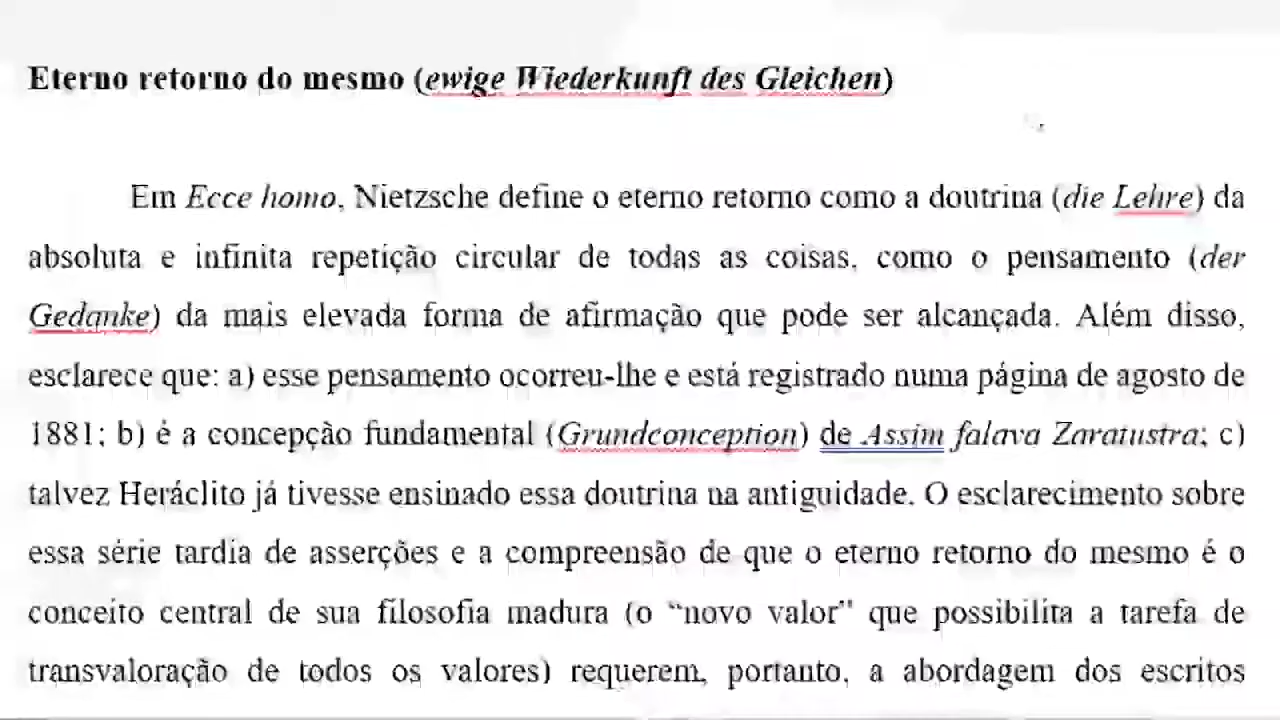 Eterno retorno do mesmo (ewige Wiederkunft des Gleichen)
Em Ecce homo, Nietzsche define o eterno retorno como a doutrina (die Lehre) da
absoluta e infinita repetição circular de todas as coisas, como o pensamento (der
Gedanke) da mais elevada forma de afirmação que pode ser alcançada. Além disso,
esclarece que: a) esse pensamento ocorreu-lhe e está registrado numa página de agosto de
1881; b) é a concepção fundamental (Grundconception) de Assim falava Zaratustra; c)
talvez Heráclito já tivesse ensinado essa doutrina na antiguidade. O esclarecimento sobre
essa série tardia de asserções e a compreensão de que o eterno retorno do mesmo é o
conceito central de sua filosofia madura (o “novo valor” que possibilita a tarefa de
transvaloração de todos os valores) requerem, portanto, a abordagem dos escritos